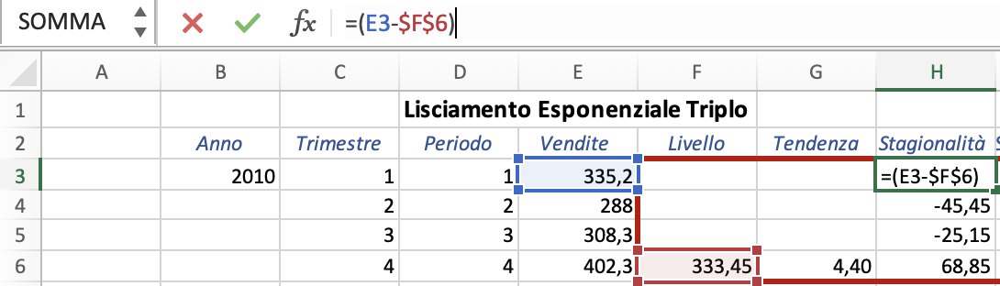 SOMMA fx =(E3-$F$6)
A B C D E F G H
1 Lisciamento Esponenziale Triplo
2 Anno Trimestre Periodo Vendite Livello Tendenza Stagionalità
3 2010 1 1 335,2 =(E3-$F$6)
4 2 2 288 -45,45
5 3 3 308,3 -25,15
6 4 4 402,3 333,45 4,40 68,85